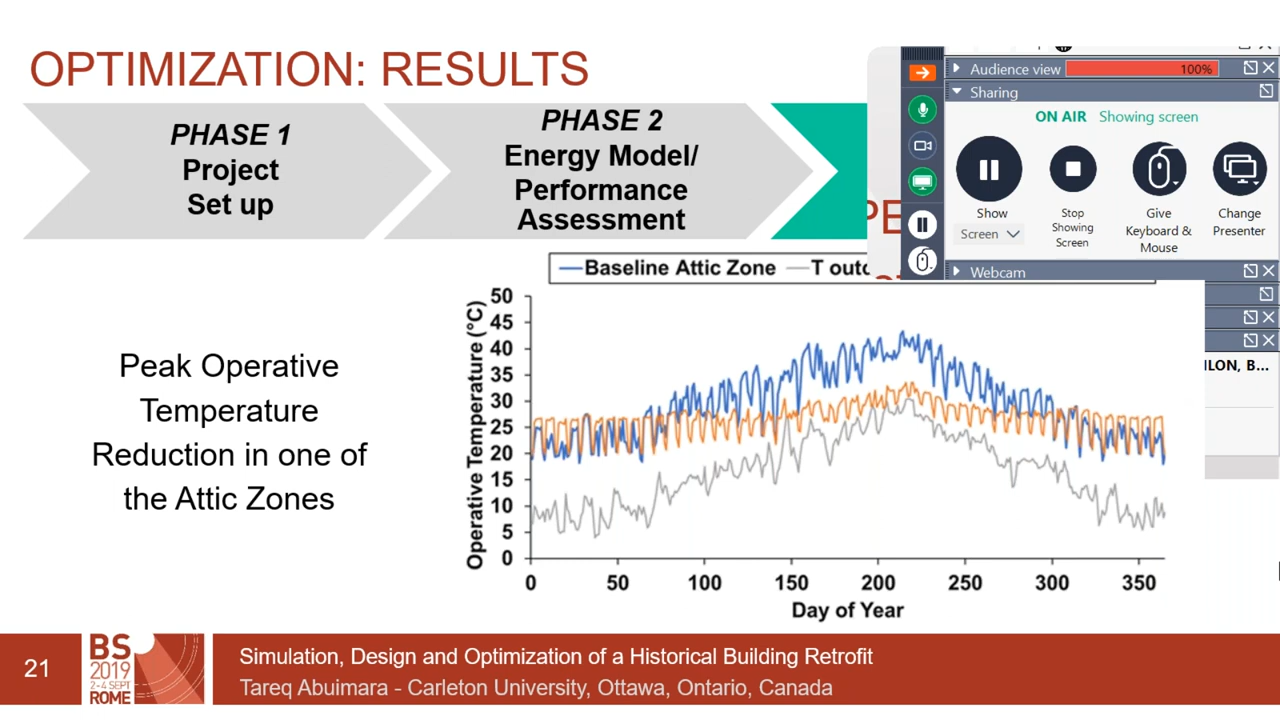 OPTIMIZATION: RESULTS
PHASE 1
Project
Set up
PHASE 2
Energy Model/
Performance
Assessment
Audience view
100%
Sharing
ON AIR Showing screen
Show
Screen
Stop
Showing
Screen
Give
Keyboard &
Mouse
Change
Presenter
Webcam
Baseline Attic Zone
Peak Operative
Temperature
Reduction in one of
the Attic Zones
Operative Temperature (°C)
50
45
40
35
30
25
20
15
10
5
0
0 50 100 150 200 250 300 350
Day of Year
21
BS
2019
2-4 SEPT
ROME
Simulation, Design and Optimization of a Historical Building Retrofit
Tareq Abuimara - Carleton University, Ottawa, Ontario, Canada